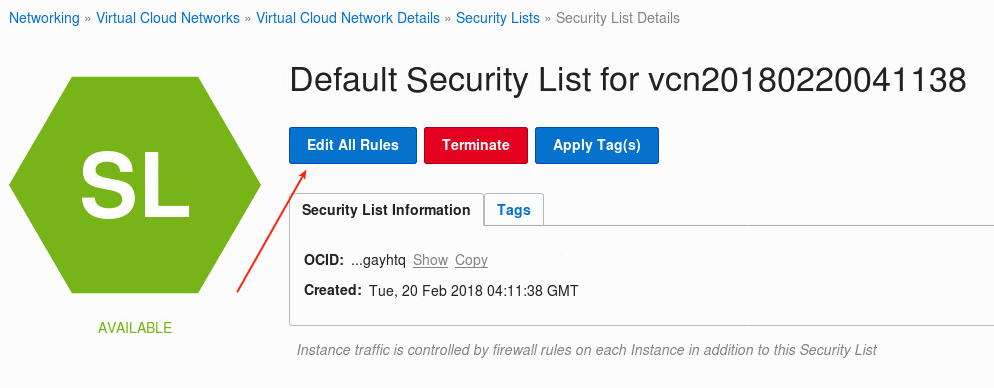 Networking » Virtual Cloud Networks » Virtual Cloud Network Details » Security Lists » Security List Details
Default Security List for vcn20180220041138
SL
Edit All Rules Terminate Apply Tag(s)
Security List Information Tags
OCID: ...gayhtq Show Copy
Created: Tue, 20 Feb 2018 04:11:38 GMT
AVAILABLE
Instance traffic is controlled by firewall rules on each Instance in addition to this Security List